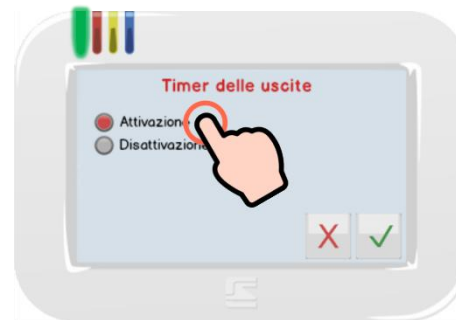 Timer delle uscite
Attivazione
Disattivazione
X